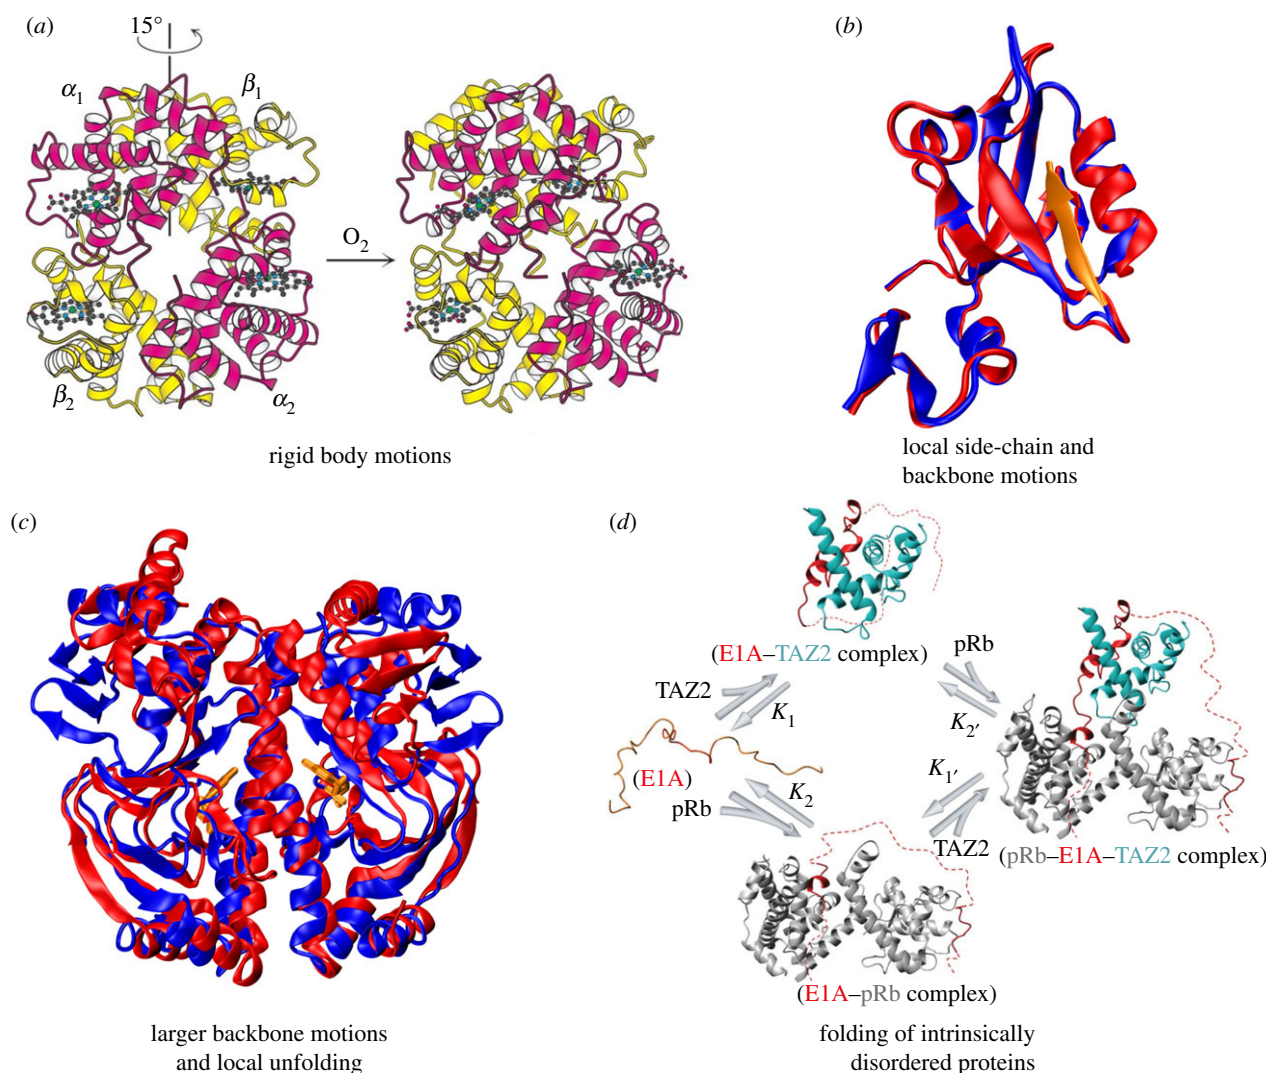 (a)
15°
α1
β1
O2
β2
α2
rigid body motions
(b)
local side-chain and
backbone motions
(c)
larger backbone motions
and local unfolding
(d)
(E1A–TAZ2 complex)
pRb
TAZ2
K1
K2′
(E1A)
K1′
K2
pRb
TAZ2
(pRb–E1A–TAZ2 complex)
(E1A–pRb complex)
folding of intrinsically
disordered proteins